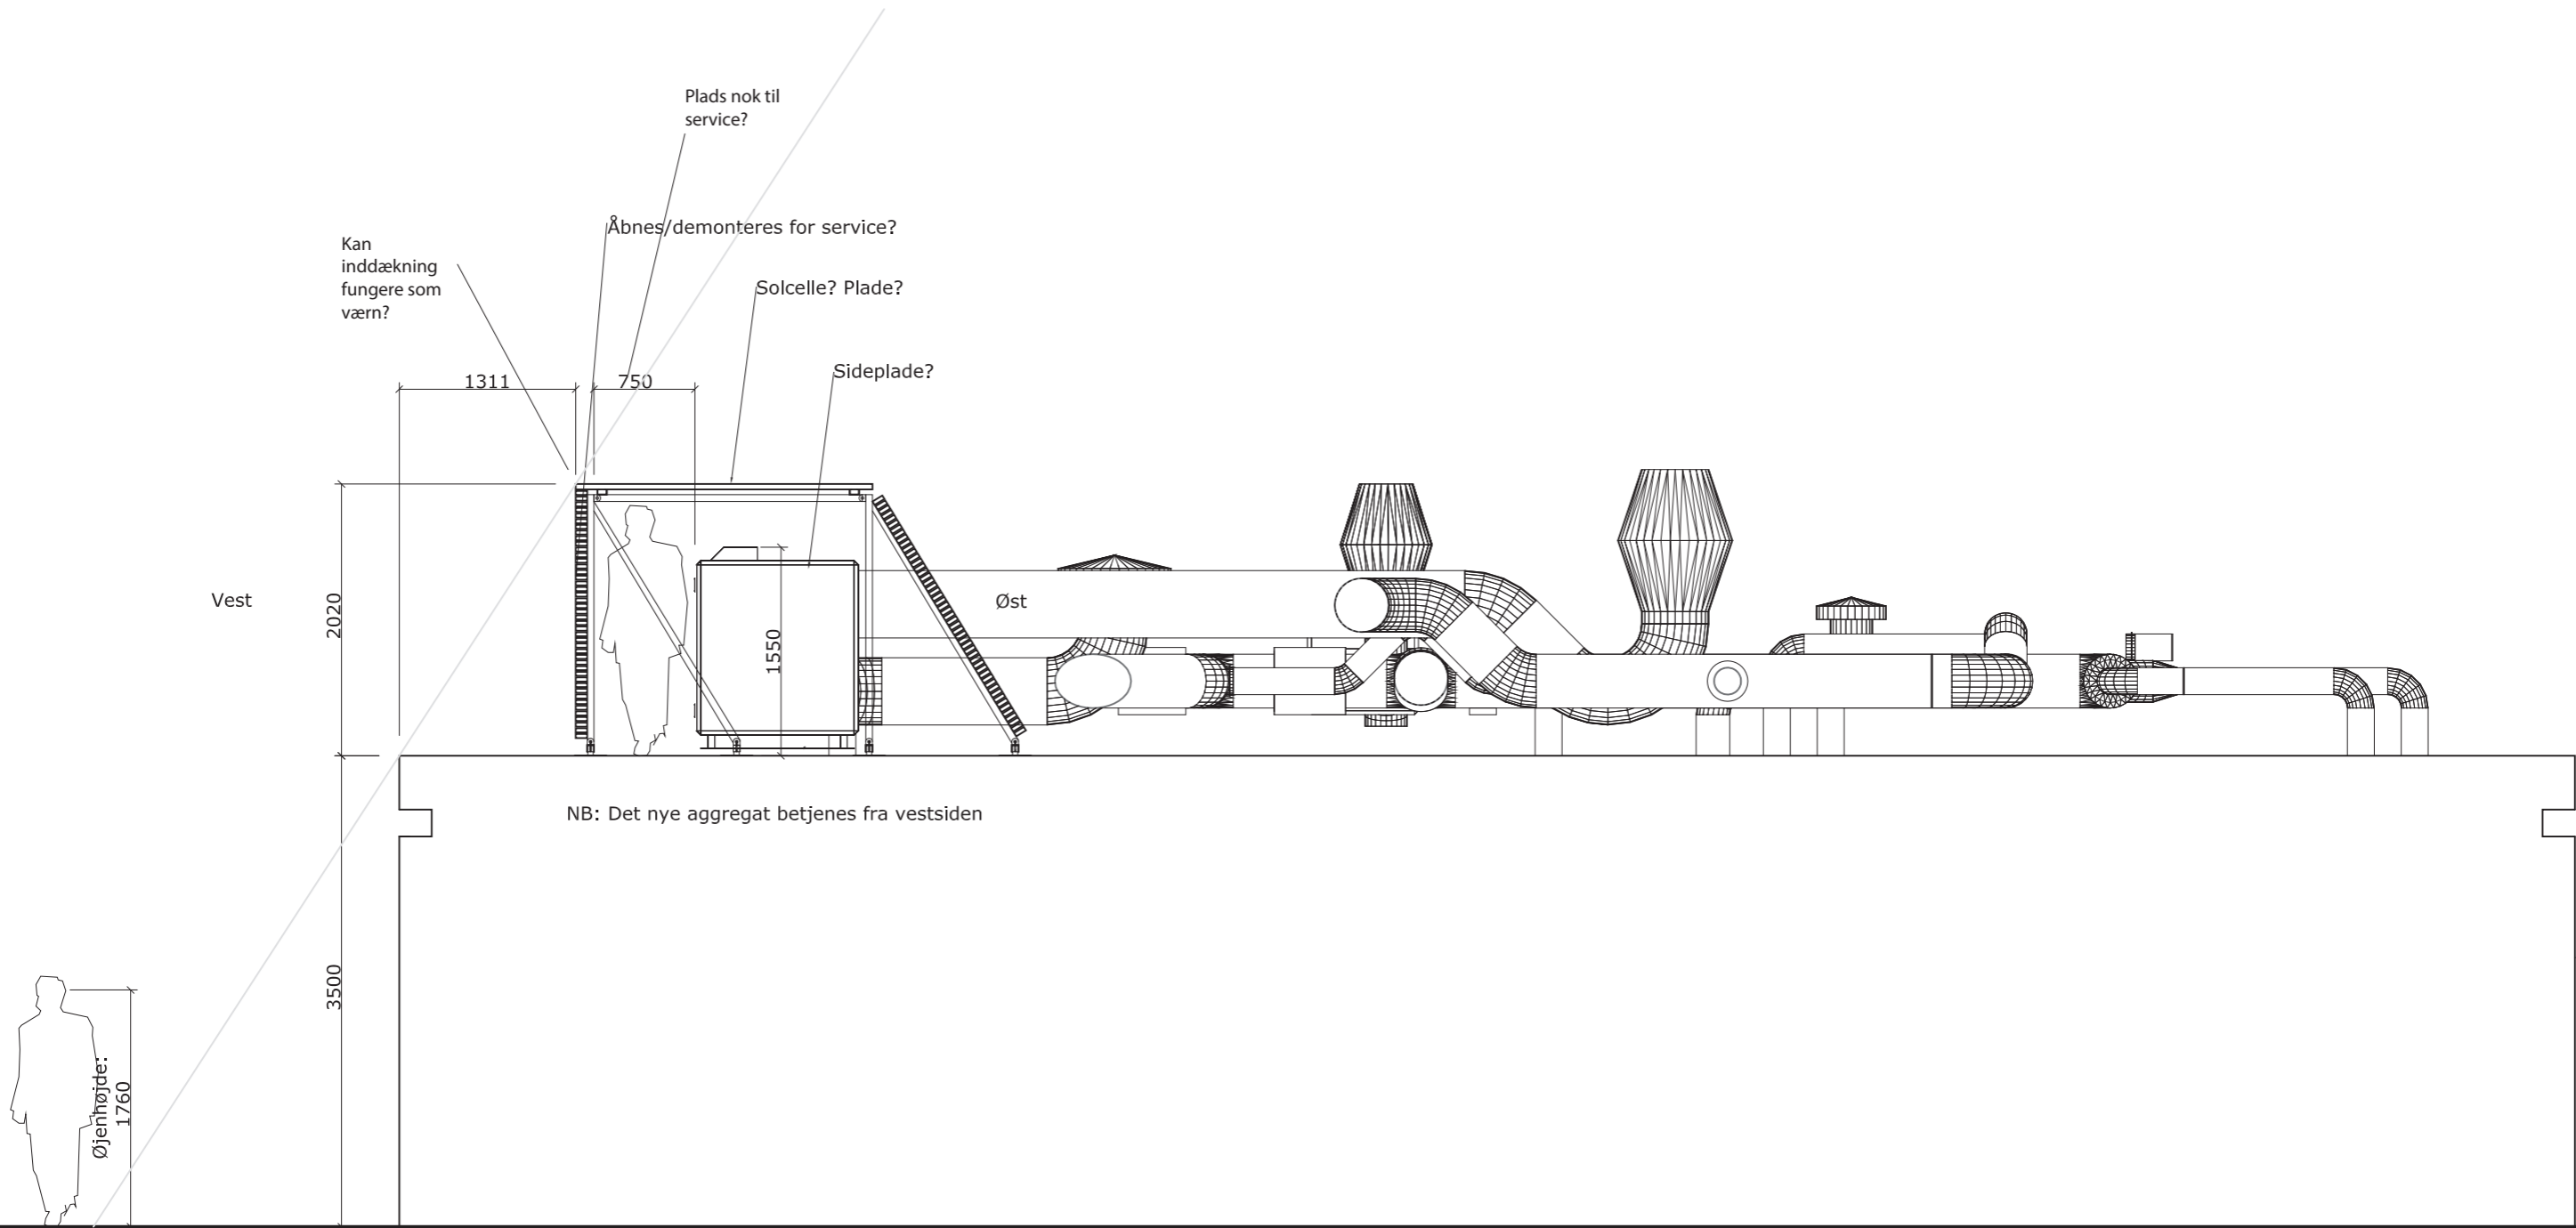 Plads nok til
service?
Åbnes/demonteres for service?
Kan
inddækning
fungere som
værn?
Solcelle? Plade?
Sideplade?
1311
750
Vest
2020
1550
Øst
NB: Det nye aggregat betjenes fra vestsiden
3500
Øjenhøjde:
1760